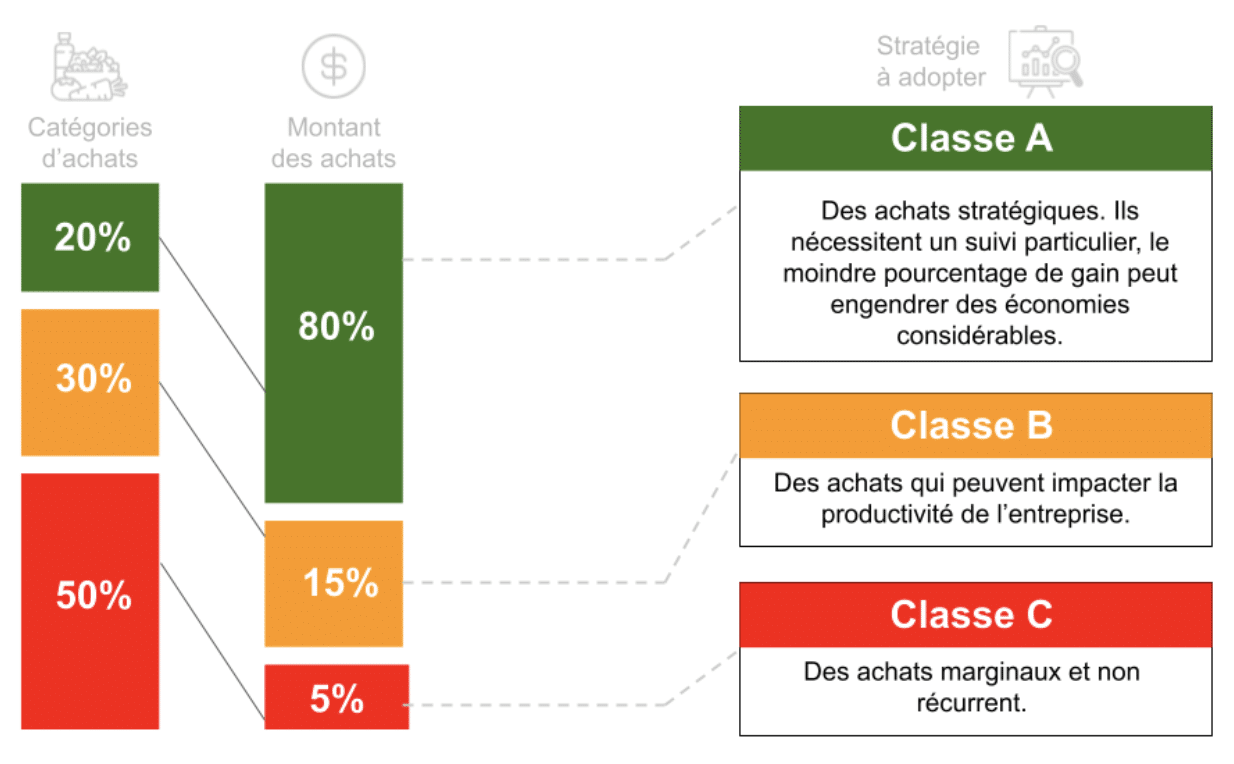 Catégories
d'achats
20%
30%
50%
$
Montant
des achats
80%
15%
5%
Stratégie
à adopter
Classe A
Des achats stratégiques. Ils
nécessitent un suivi particulier, le
moindre pourcentage de gain peut
engendrer des économies
considérables.
Classe B
Des achats qui peuvent impacter la
productivité de l’entreprise.
Classe C
Des achats marginaux et non
récurrent.